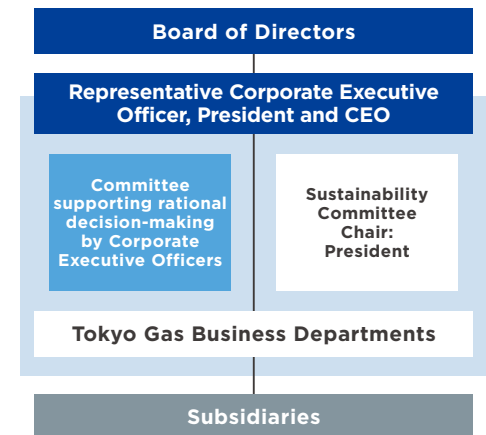 Board of Directors
Representative Corporate Executive
Officer, President and CEO
Committee
supporting rational
decision-making
by Corporate
Executive Officers
Sustainability
Committee
Chair:
President
Tokyo Gas Business Departments
Subsidiaries